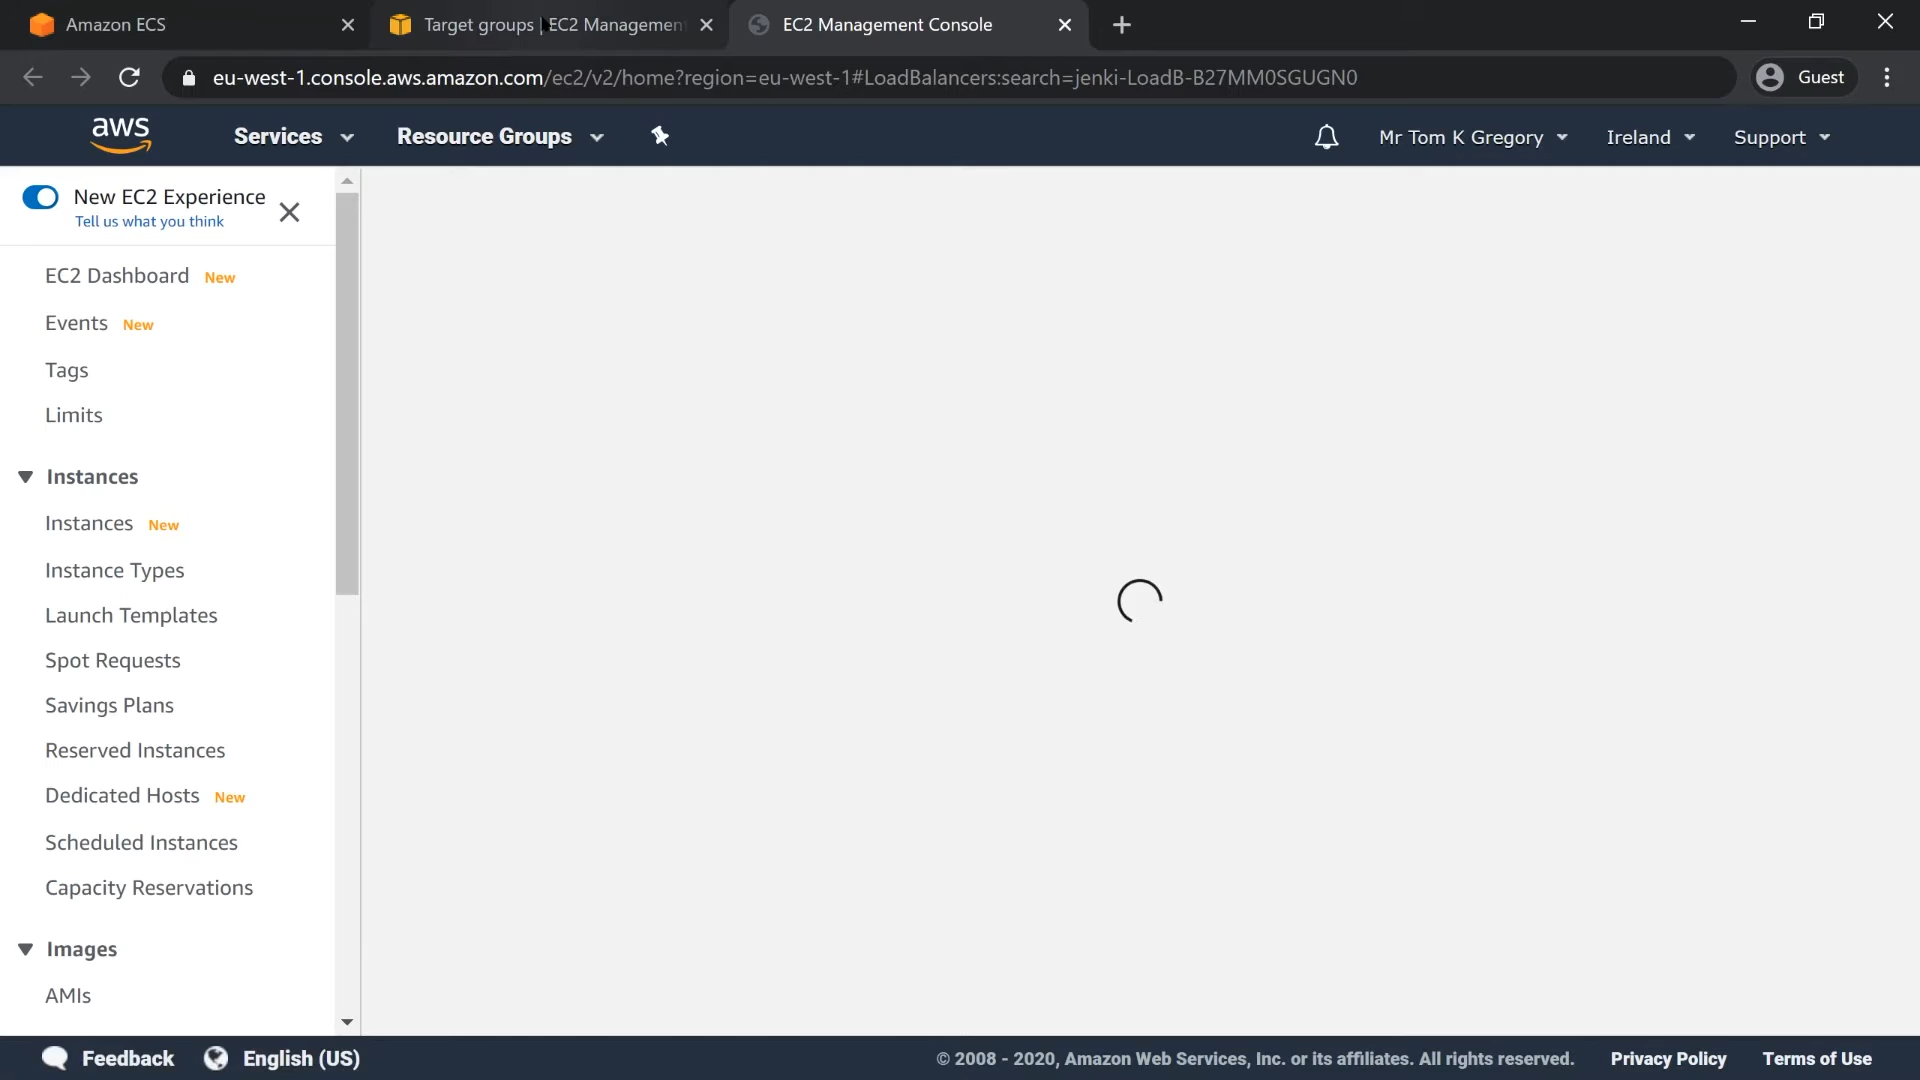 Amazon ECS
Target groups | EC2 Managemen
EC2 Management Console
eu-west-1.console.aws.amazon.com/ec2/v2/home?region=eu-west-1#LoadBalancers:search=jenki-LoadB-B27MM0SGUGN0
Guest
aws
Services
Resource Groups
Mr Tom K Gregory
Ireland
Support
New EC2 Experience
Tell us what you think
EC2 Dashboard New
Events New
Tags
Limits
Instances
Instances New
Instance Types
Launch Templates
Spot Requests
Savings Plans
Reserved Instances
Dedicated Hosts New
Scheduled Instances
Capacity Reservations
Images
AMIs
Feedback
English (US)
© 2008 - 2020, Amazon Web Services, Inc. or its affiliates. All rights reserved.
Privacy Policy
Terms of Use